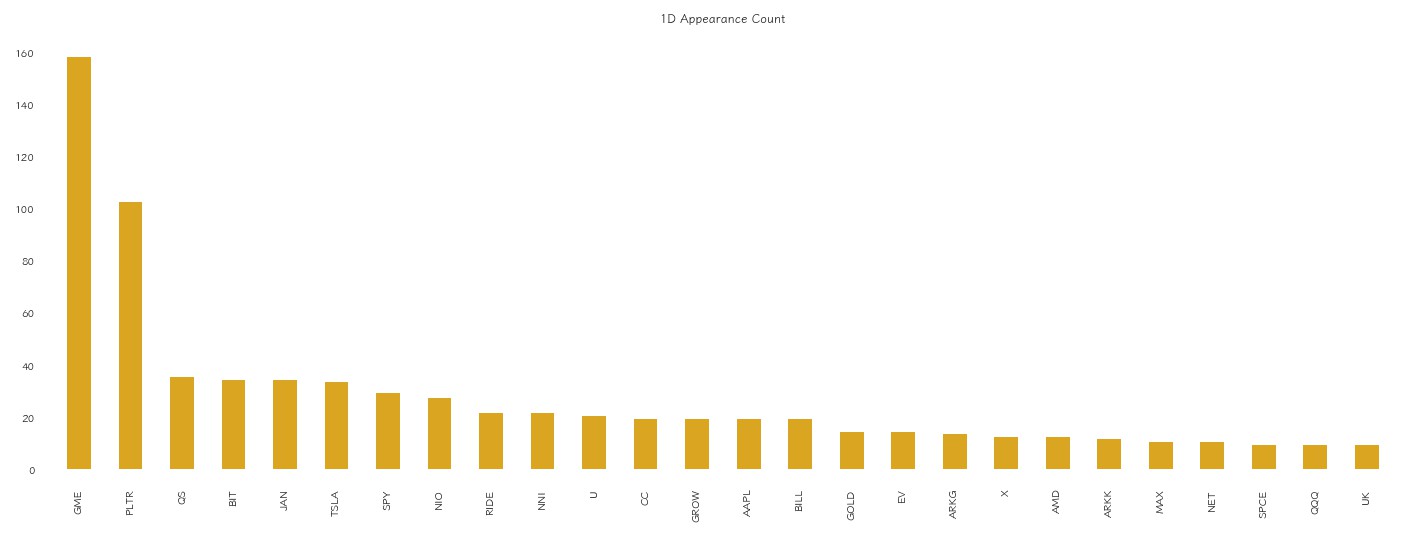 1D Appearance Count
160
140
120
100
80
60
40
20
0
GME
PLTR
QS
BIT
JAN
TSLA
SPY
NIO
RIDE
NNI
U
CC
GROW
AAPL
BILL
GOLD
EV
ARKG
X
AMD
ARKK
MAX
NET
SPCE
QQQ
UK